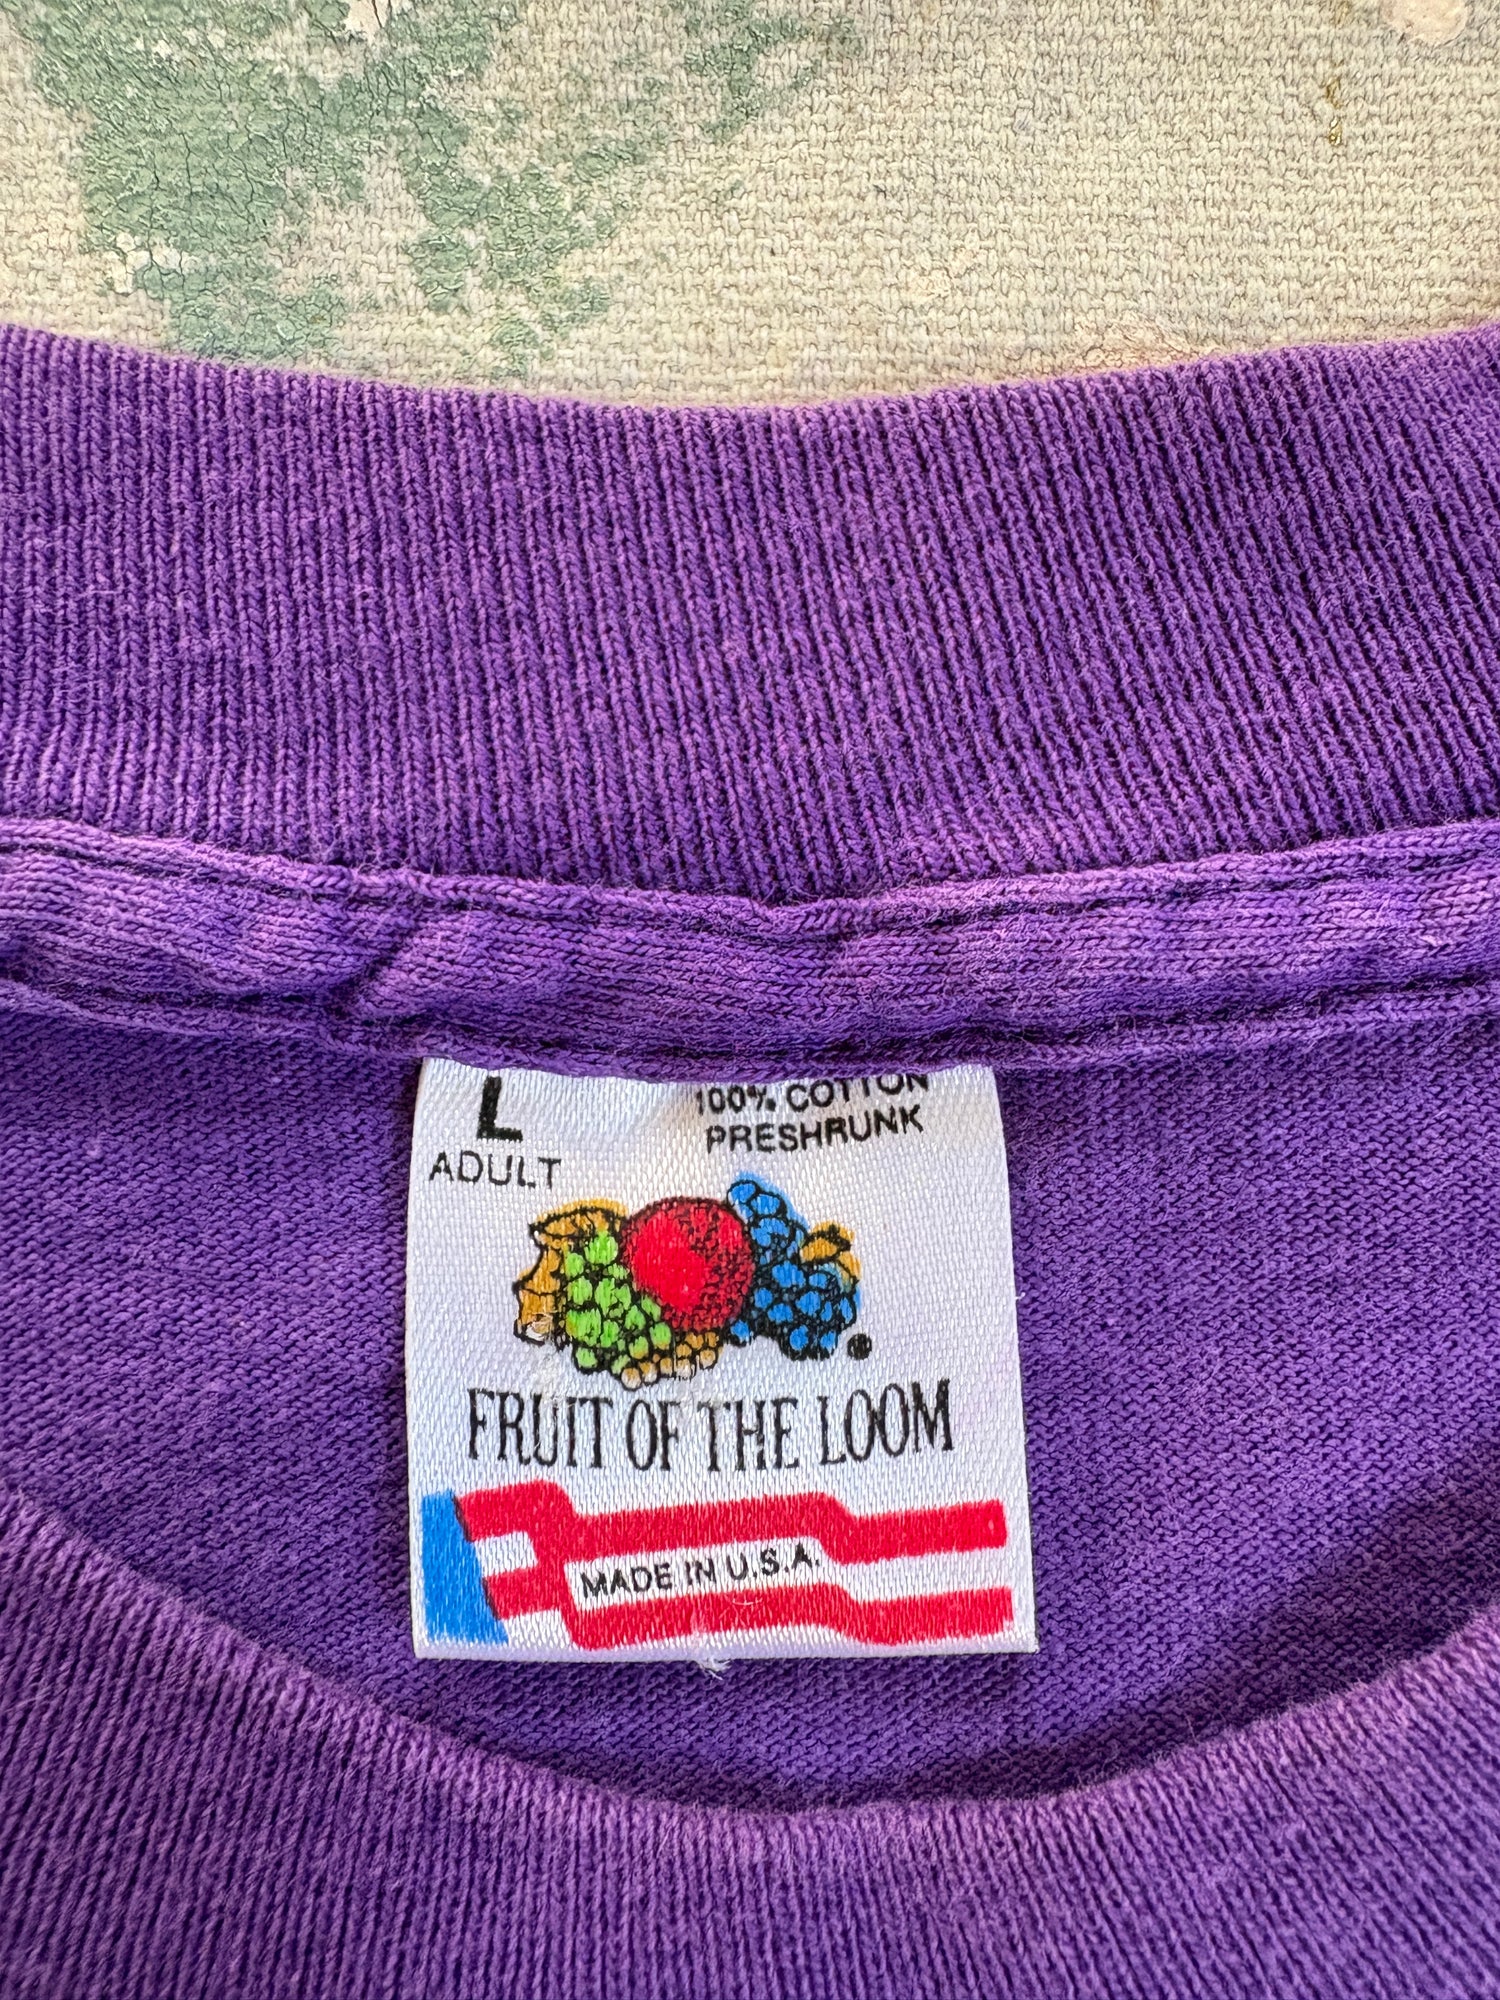 L
ADULT
100% COTTON
PRESHRUNK
FRUIT OF THE LOOM
MADE IN U.S.A.